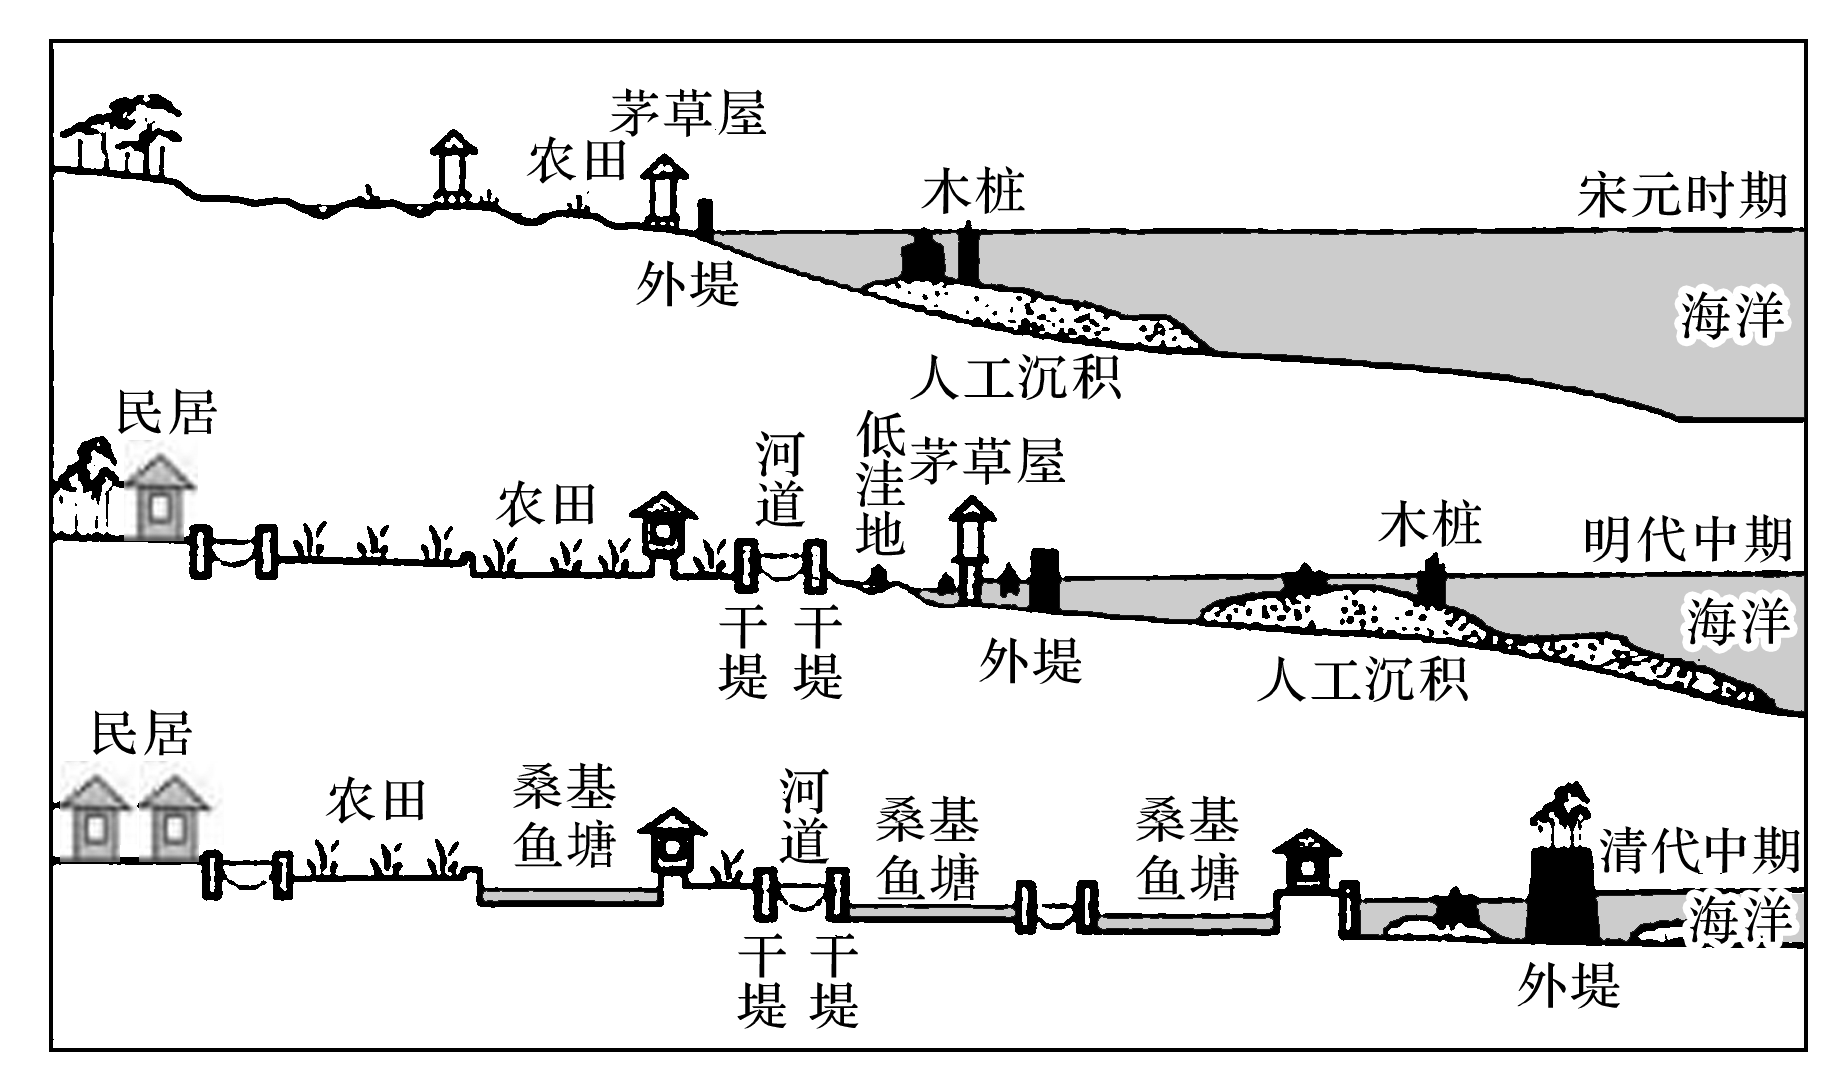 茅草屋
农田
木桩
宋元时期
外堤
海洋
人工沉积
民居
河道
低洼地
茅草屋
农田
木桩
明代中期
海洋
干堤
干堤
外堤
人工沉积
民居
农田
桑基
鱼塘
河道
桑基
鱼塘
桑基
鱼塘
清代中期
海洋
干堤
干堤
外堤